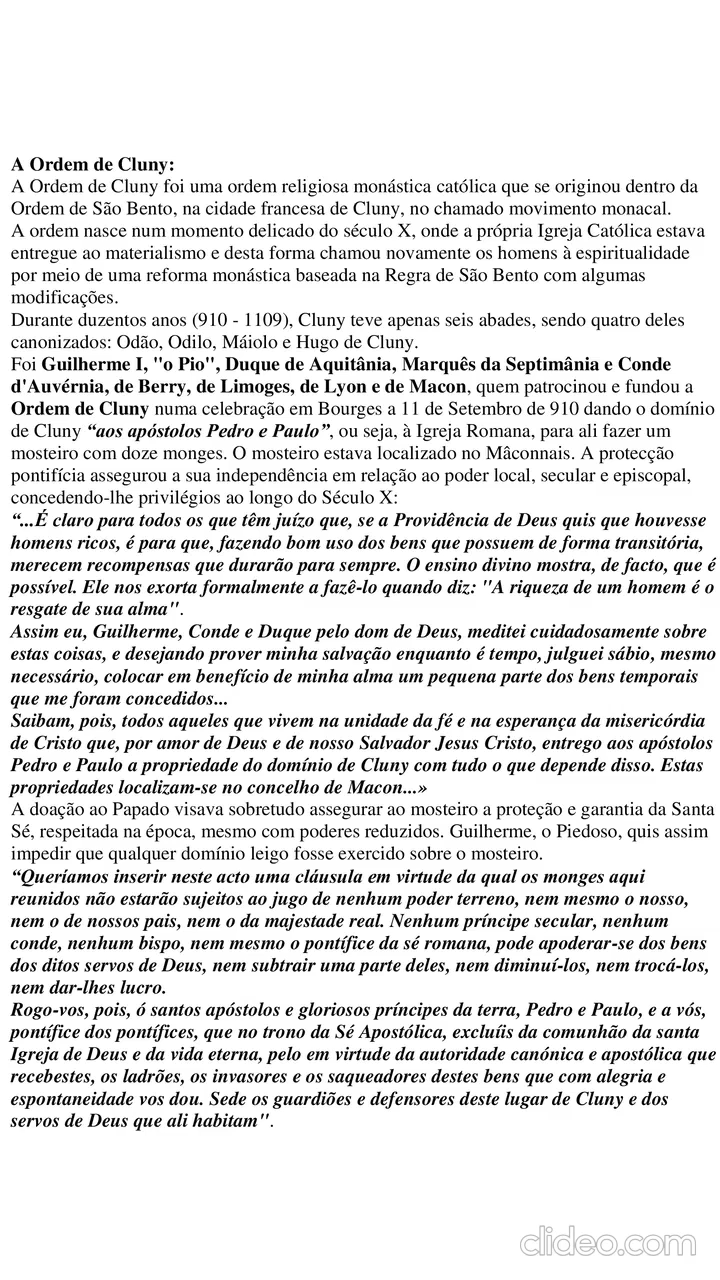 A Ordem de Cluny:
A Ordem de Cluny foi uma ordem religiosa monástica católica que se originou dentro da
Ordem de São Bento, na cidade francesa de Cluny, no chamado movimento monacal.
A ordem nasce num momento delicado do século X, onde a própria Igreja Católica estava
entregue ao materialismo e desta forma chamou novamente os homens à espiritualidade
por meio de uma reforma monástica baseada na Regra de São Bento com algumas
modificações.
Durante duzentos anos (910 - 1109), Cluny teve apenas seis abades, sendo quatro deles
canonizados: Odão, Odilo, Máiolo e Hugo de Cluny.
Foi Guilherme I, "o Pio", Duque de Aquitânia, Marquês da Septimânia e Conde
d'Auvérnia, de Berry, de Limoges, de Lyon e de Macon, quem patrocinou e fundou a
Ordem de Cluny numa celebração em Bourges a 11 de Setembro de 910 dando o domínio
de Cluny “aos apóstolos Pedro e Paulo”, ou seja, à Igreja Romana, para ali fazer um
mosteiro com doze monges. O mosteiro estava localizado no Mâconnais. A protecção
pontifícia assegurou a sua independência em relação ao poder local, secular e episcopal,
concedendo-lhe privilégios ao longo do Século X:
“...É claro para todos os que têm juízo que, se a Providência de Deus quis que houvesse
homens ricos, é para que, fazendo bom uso dos bens que possuem de forma transitória,
merecem recompensas que durarão para sempre. O ensino divino mostra, de facto, que é
possível. Ele nos exorta formalmente a fazê-lo quando diz: "A riqueza de um homem é o
resgate de sua alma".
Assim eu, Guilherme, Conde e Duque pelo dom de Deus, meditei cuidadosamente sobre
estas coisas, e desejando prover minha salvação enquanto é tempo, julguei sábio, mesmo
necessário, colocar em benefício de minha alma um pequena parte dos bens temporais
que me foram concedidos...
Saibam, pois, todos aqueles que vivem na unidade da fé e na esperança da misericórdia
de Cristo que, por amor de Deus e de nosso Salvador Jesus Cristo, entrego aos apóstolos
Pedro e Paulo a propriedade do domínio de Cluny com tudo o que depende disso. Estas
propriedades localizam-se no concelho de Macon...»
A doação ao Papado visava sobretudo assegurar ao mosteiro a proteção e garantia da Santa
Sé, respeitada na época, mesmo com poderes reduzidos. Guilherme, o Piedoso, quis assim
impedir que qualquer domínio leigo fosse exercido sobre o mosteiro.
“Queríamos inserir neste acto uma cláusula em virtude da qual os monges aqui
reunidos não estarão sujeitos ao jugo de nenhum poder terreno, nem mesmo o nosso,
nem o de nossos pais, nem o da majestade real. Nenhum príncipe secular, nenhum
conde, nenhum bispo, nem mesmo o pontífice da sé romana, pode apoderar-se dos bens
dos ditos servos de Deus, nem subtrair uma parte deles, nem diminuí-los, nem trocá-los,
nem dar-lhes lucro.
Rogo-vos, pois, ó santos apóstolos e gloriosos príncipes da terra, Pedro e Paulo, e a vós,
pontífice dos pontífices, que no trono da Sé Apostólica, excluíis da comunhão da santa
Igreja de Deus e da vida eterna, pelo em virtude da autoridade canónica e apostólica que
recebestes, os ladrões, os invasores e os saqueadores destes bens que com alegria e
espontaneidade vos dou. Sede os guardiões e defensores deste lugar de Cluny e dos
servos de Deus que ali habitam".
clideo.com